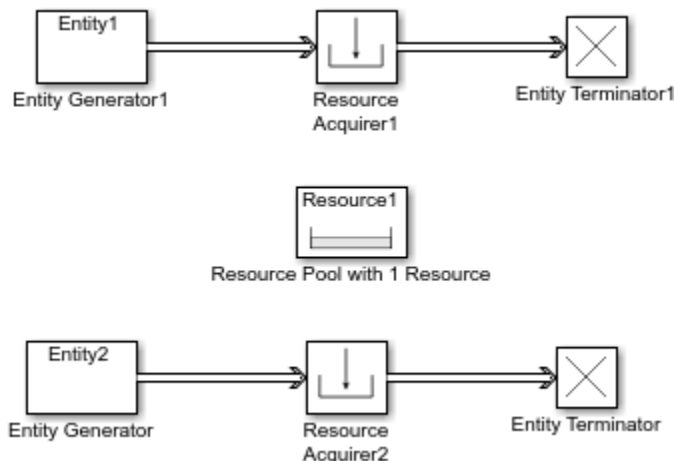 Entity1
Entity Generator1
Resource
Acquirer1
Entity Terminator1
Resource1
Resource Pool with 1 Resource
Entity2
Entity Generator
Resource
Acquirer2
Entity Terminator